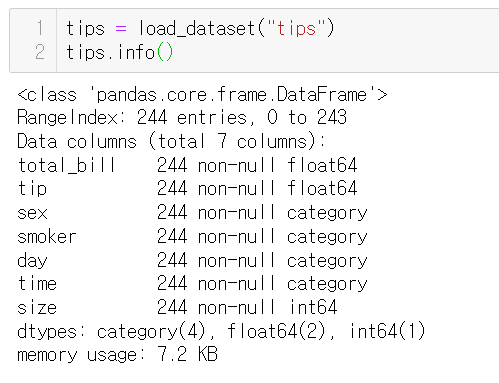 1 tips = load_dataset("tips")
2 tips.info()
<class 'pandas.core.frame.DataFrame'>
RangeIndex: 244 entries, 0 to 243
Data columns (total 7 columns):
total_bill    244 non-null float64
tip           244 non-null float64
sex           244 non-null category
smoker        244 non-null category
day           244 non-null category
time          244 non-null category
size          244 non-null int64
dtypes: category(4), float64(2), int64(1)
memory usage: 7.2 KB